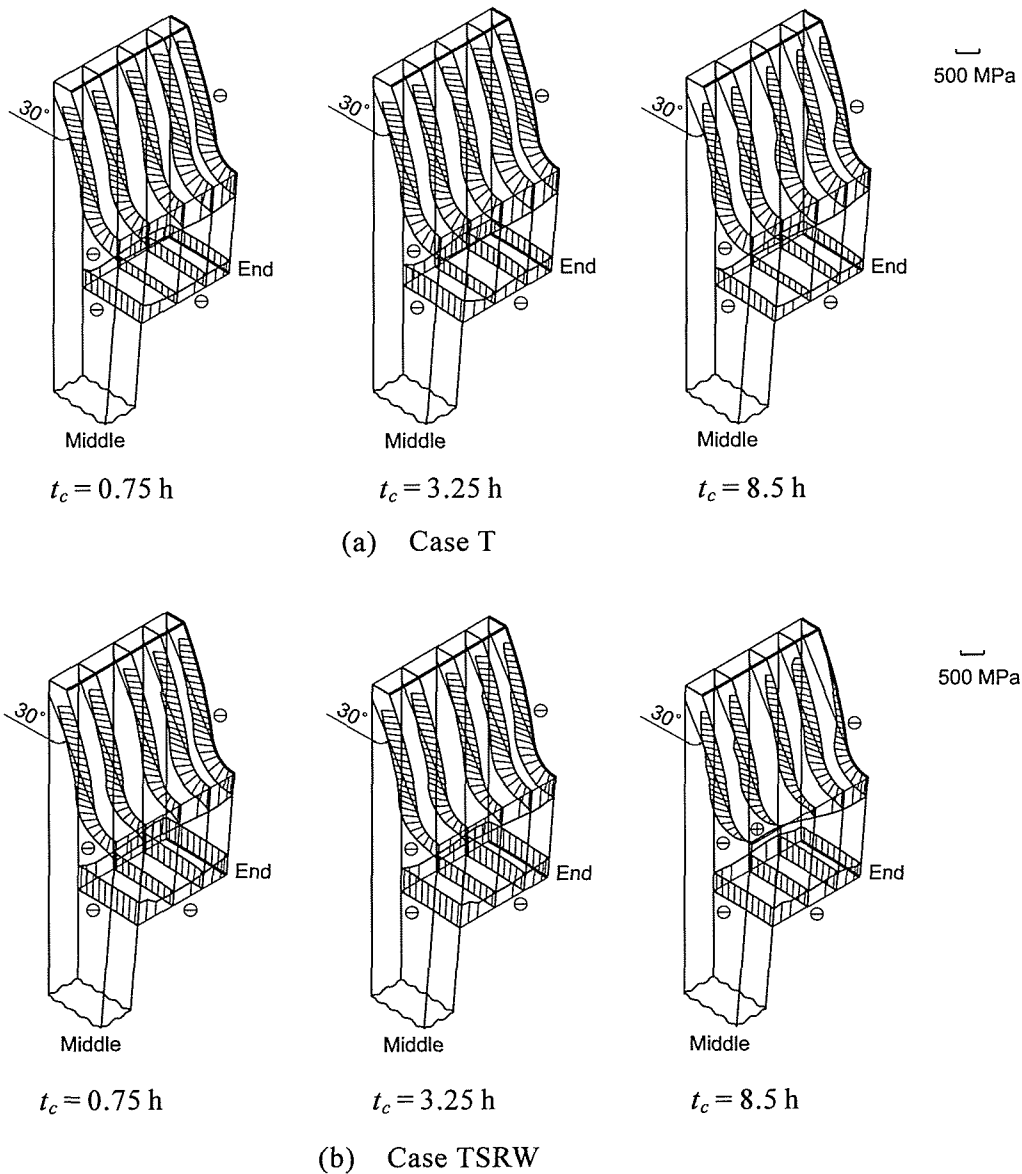 500 MPa
30°
30°
30°
⊖
⊖
⊖
⊖
⊖
⊖
End
End
⊖
⊖
⊖
⊖
⊖
⊖
Middle
Middle
Middle
t_c = 0.75 h
t_c = 3.25 h
t_c = 8.5 h
(a) Case T
500 MPa
30°
30°
30°
⊖
⊖
⊖
⊕
⊖
⊖
⊖
End
End
⊖
⊖
⊖
⊖
⊖
⊖
Middle
Middle
Middle
t_c = 0.75 h
t_c = 3.25 h
t_c = 8.5 h
(b) Case TSRW